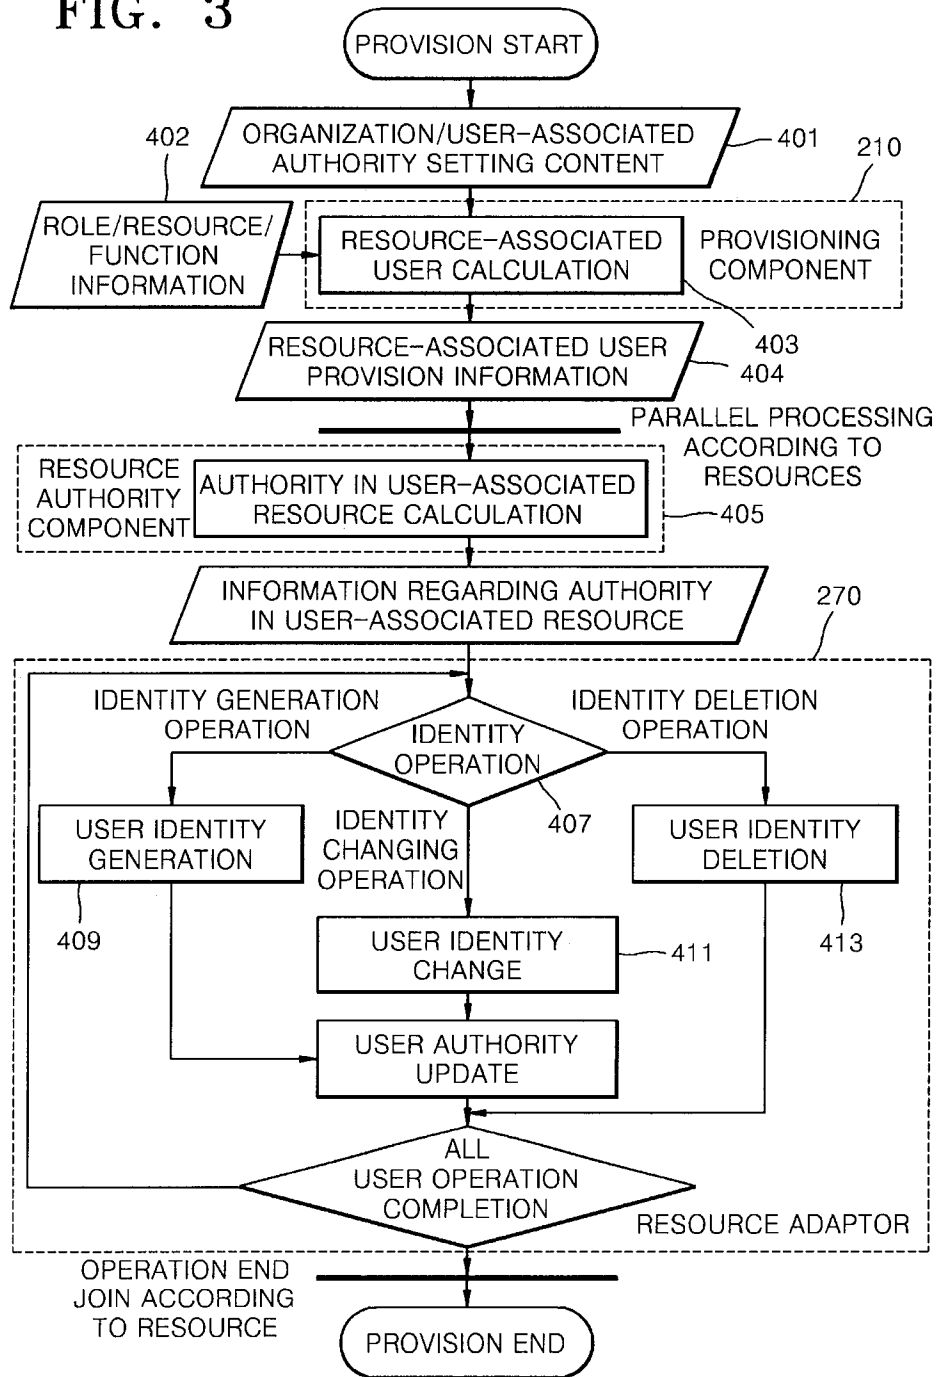 FIG. 3
PROVISION START
ORGANIZATION/USER-ASSOCIATED
AUTHORITY SETTING CONTENT
401
402
210
ROLE/RESOURCE/
FUNCTION
INFORMATION
RESOURCE-ASSOCIATED
USER CALCULATION
PROVISIONING
COMPONENT
403
RESOURCE-ASSOCIATED USER
PROVISION INFORMATION
404
PARALLEL PROCESSING
ACCORDING TO
RESOURCES
RESOURCE
AUTHORITY
COMPONENT
AUTHORITY IN USER-ASSOCIATED
RESOURCE CALCULATION
405
INFORMATION REGARDING AUTHORITY
IN USER-ASSOCIATED RESOURCE
270
IDENTITY GENERATION
OPERATION
IDENTITY
OPERATION
IDENTITY DELETION
OPERATION
407
USER IDENTITY
GENERATION
409
IDENTITY
CHANGING
OPERATION
USER IDENTITY
DELETION
413
USER IDENTITY
CHANGE
411
USER AUTHORITY
UPDATE
ALL
USER OPERATION
COMPLETION
RESOURCE ADAPTOR
OPERATION END
JOIN ACCORDING
TO RESOURCE
PROVISION END